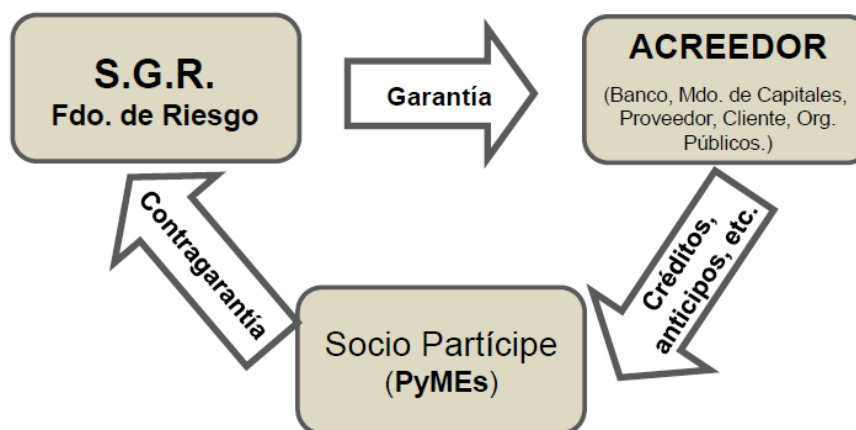 S.G.R.
Fdo. de Riesgo
Garantía
ACREEDOR
(Banco, Mdo. de Capitales,
Proveedor, Cliente, Org.
Públicos.)
Créditos,
anticipos, etc.
Socio Partícipe
(PyMEs)
Contragarantía